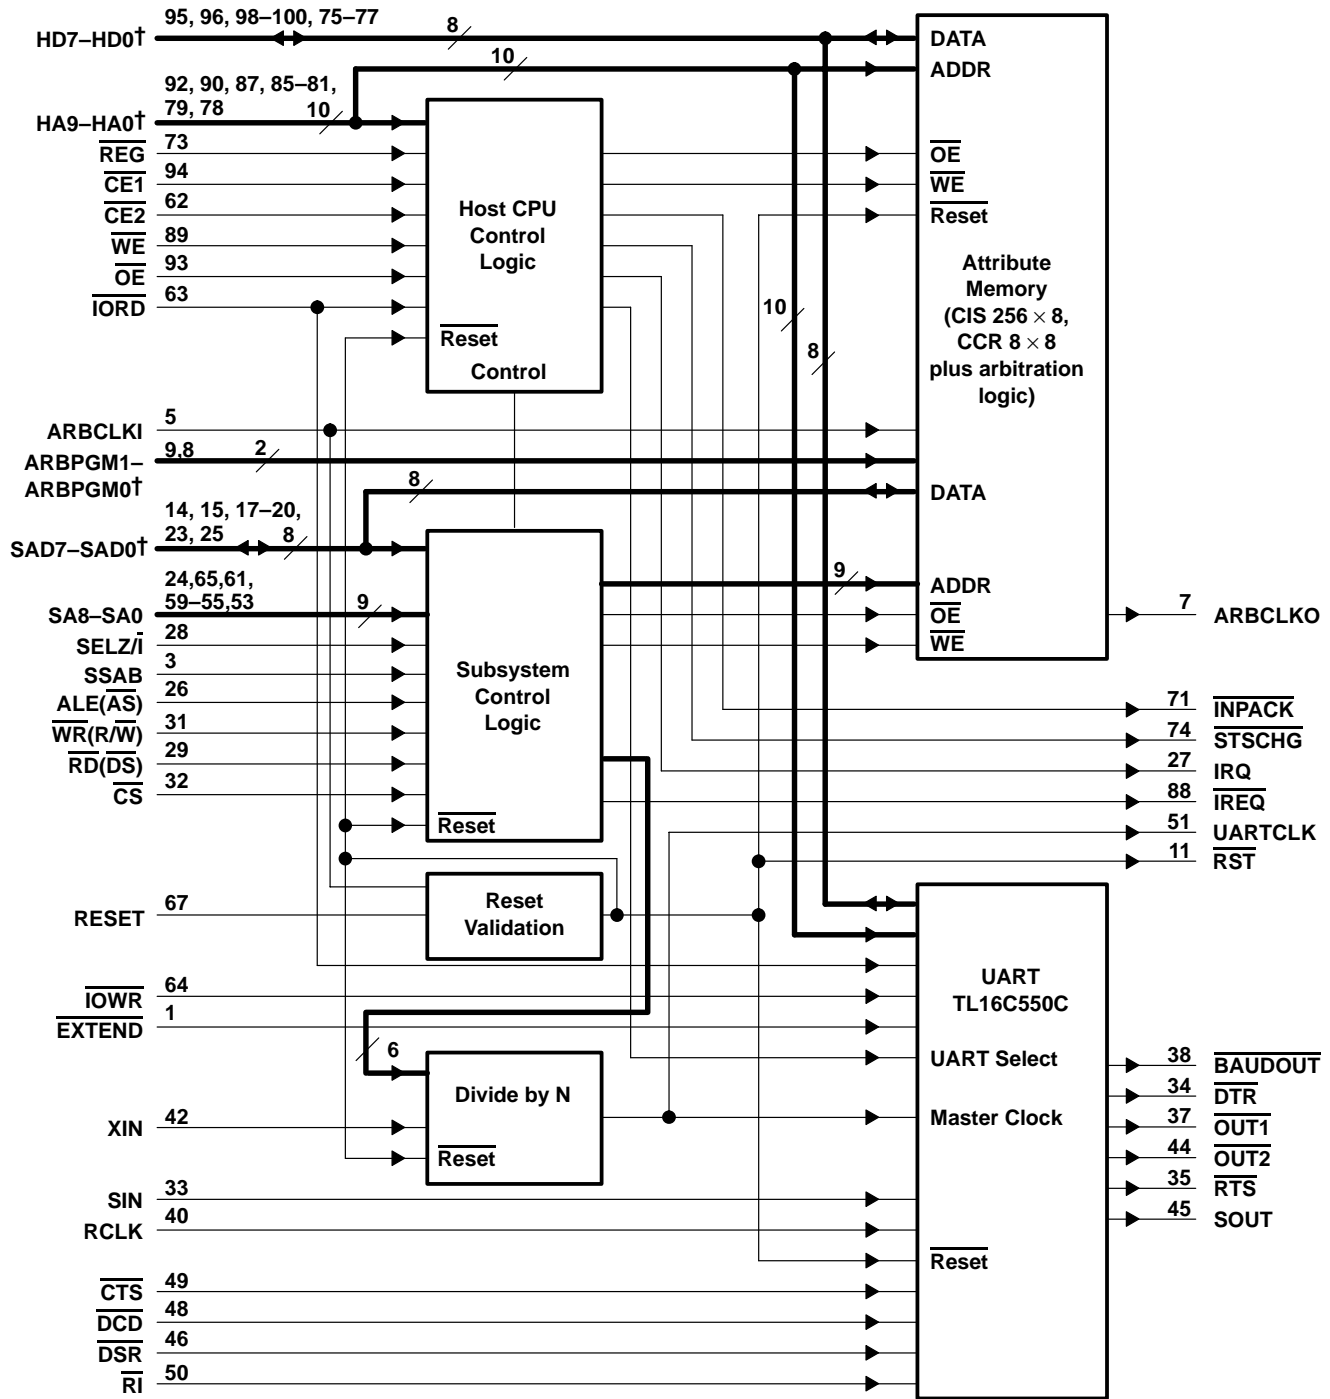 HD7–HD0†
95, 96, 98–100, 75–77
8
10
92, 90, 87, 85–81,
79, 78
10
HA9–HA0†
REG
73
CE1
94
CE2
62
WE
89
OE
93
IORD
63
Host CPU
Control
Logic
Reset
Control
DATA
ADDR
OE
WE
Reset
Attribute
Memory
(CIS 256 × 8,
CCR 8 × 8
plus arbitration
logic)
10
8
ARBCLKI
5
ARBPGM1–
ARBPGM0†
9,8
2
8
DATA
14, 15, 17–20,
23, 25
8
SAD7–SAD0†
24,65,61,
59–55,53
9
SA8–SA0
SELZ/I
28
SSAB
3
ALE(AS)
26
WR(R/W)
31
RD(DS)
29
CS
32
Subsystem
Control
Logic
Reset
9
ADDR
OE
WE
7
ARBCLKO
71
INPACK
74
STSCHG
27
IRQ
88
IREQ
51
UARTCLK
11
RST
RESET
67
Reset
Validation
IOWR
64
EXTEND
1
6
XIN
42
Divide by N
Reset
UART
TL16C550C
UART Select
Master Clock
Reset
SIN
33
RCLK
40
CTS
49
DCD
48
DSR
46
RI
50
38
BAUDOUT
34
DTR
37
OUT1
44
OUT2
35
RTS
45
SOUT